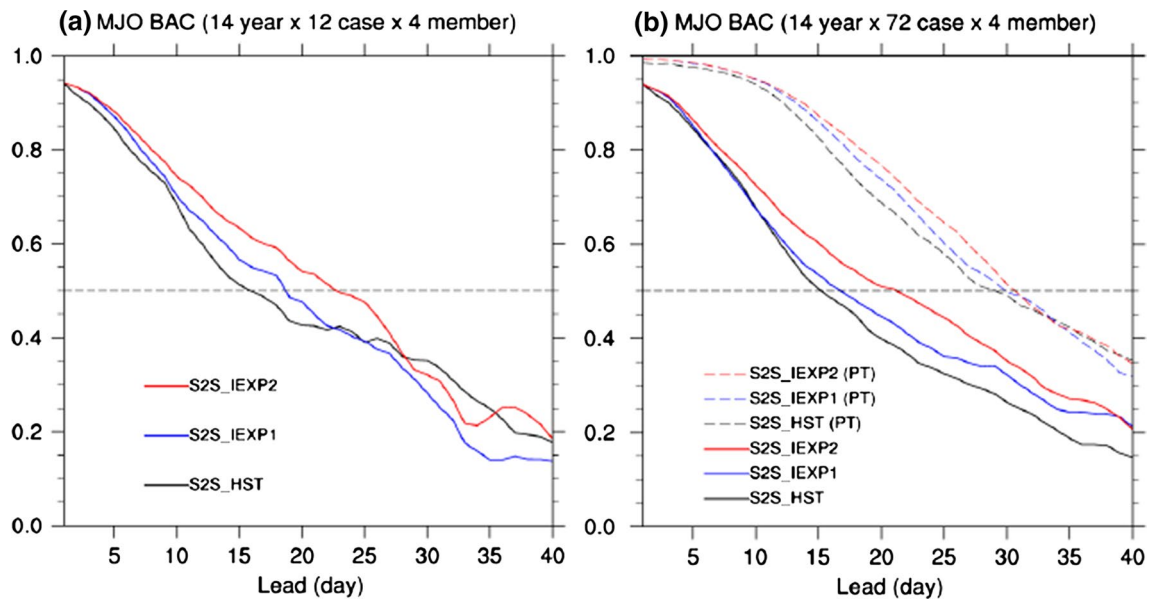 (a) MJO BAC (14 year x 12 case x 4 member)
1.0
0.8
0.6
0.4
0.2
0.0
S2S_IEXP2
S2S_IEXP1
S2S_HST
5 10 15 20 25 30 35 40
Lead (day)
(b) MJO BAC (14 year x 72 case x 4 member)
1.0
0.8
0.6
0.4
0.2
0.0
S2S_IEXP2 (PT)
S2S_IEXP1 (PT)
S2S_HST (PT)
S2S_IEXP2
S2S_IEXP1
S2S_HST
5 10 15 20 25 30 35 40
Lead (day)